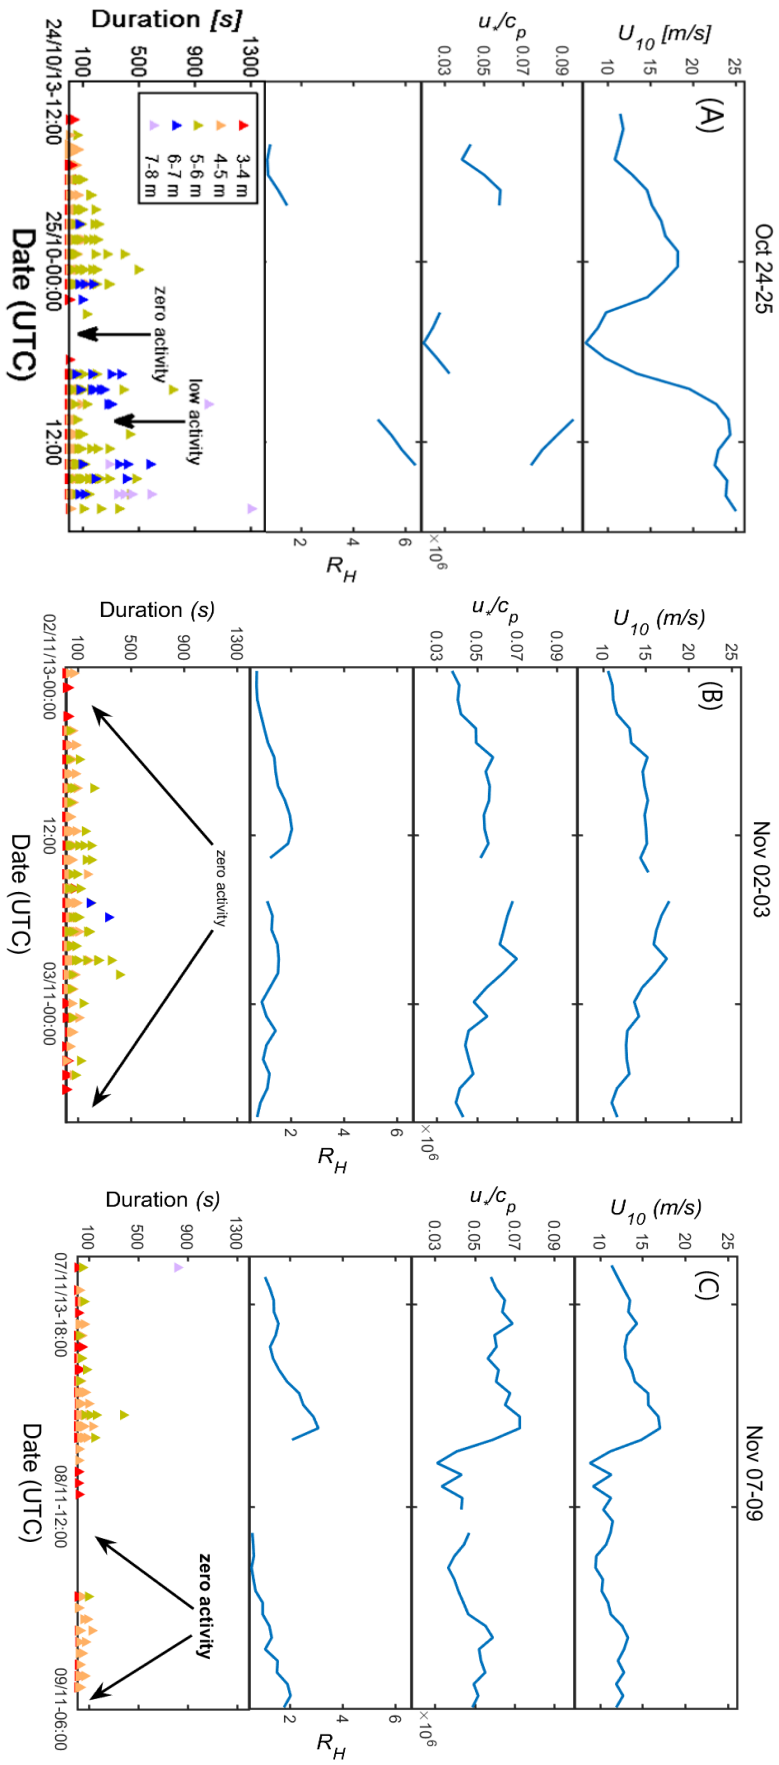 Oct 24-25
(A)
U10 [m/s]
10 15 20 25
u*/cp
0.03 0.05 0.07 0.09
2 4 6
×10⁶
RH
Duration [s]
100 500 900 1300
3-4 m
4-5 m
5-6 m
6-7 m
7-8 m
zero activity
low activity
24/10/13-12:00 25/10-00:00 12:00
Date (UTC)
Nov 02-03
(B)
U10 (m/s)
10 15 20 25
u*/cp
0.03 0.05 0.07 0.09
2 4 6
×10⁶
RH
Duration (s)
100 500 900 1300
zero activity
02/11/13-00:00 12:00 03/11-00:00
Date (UTC)
Nov 07-09
(C)
U10 (m/s)
10 15 20 25
u*/cp
0.03 0.05 0.07 0.09
2 4 6
×10⁶
RH
Duration (s)
100 500 900 1300
zero activity
07/11/13-18:00 08/11-12:00 09/11-06:00
Date (UTC)